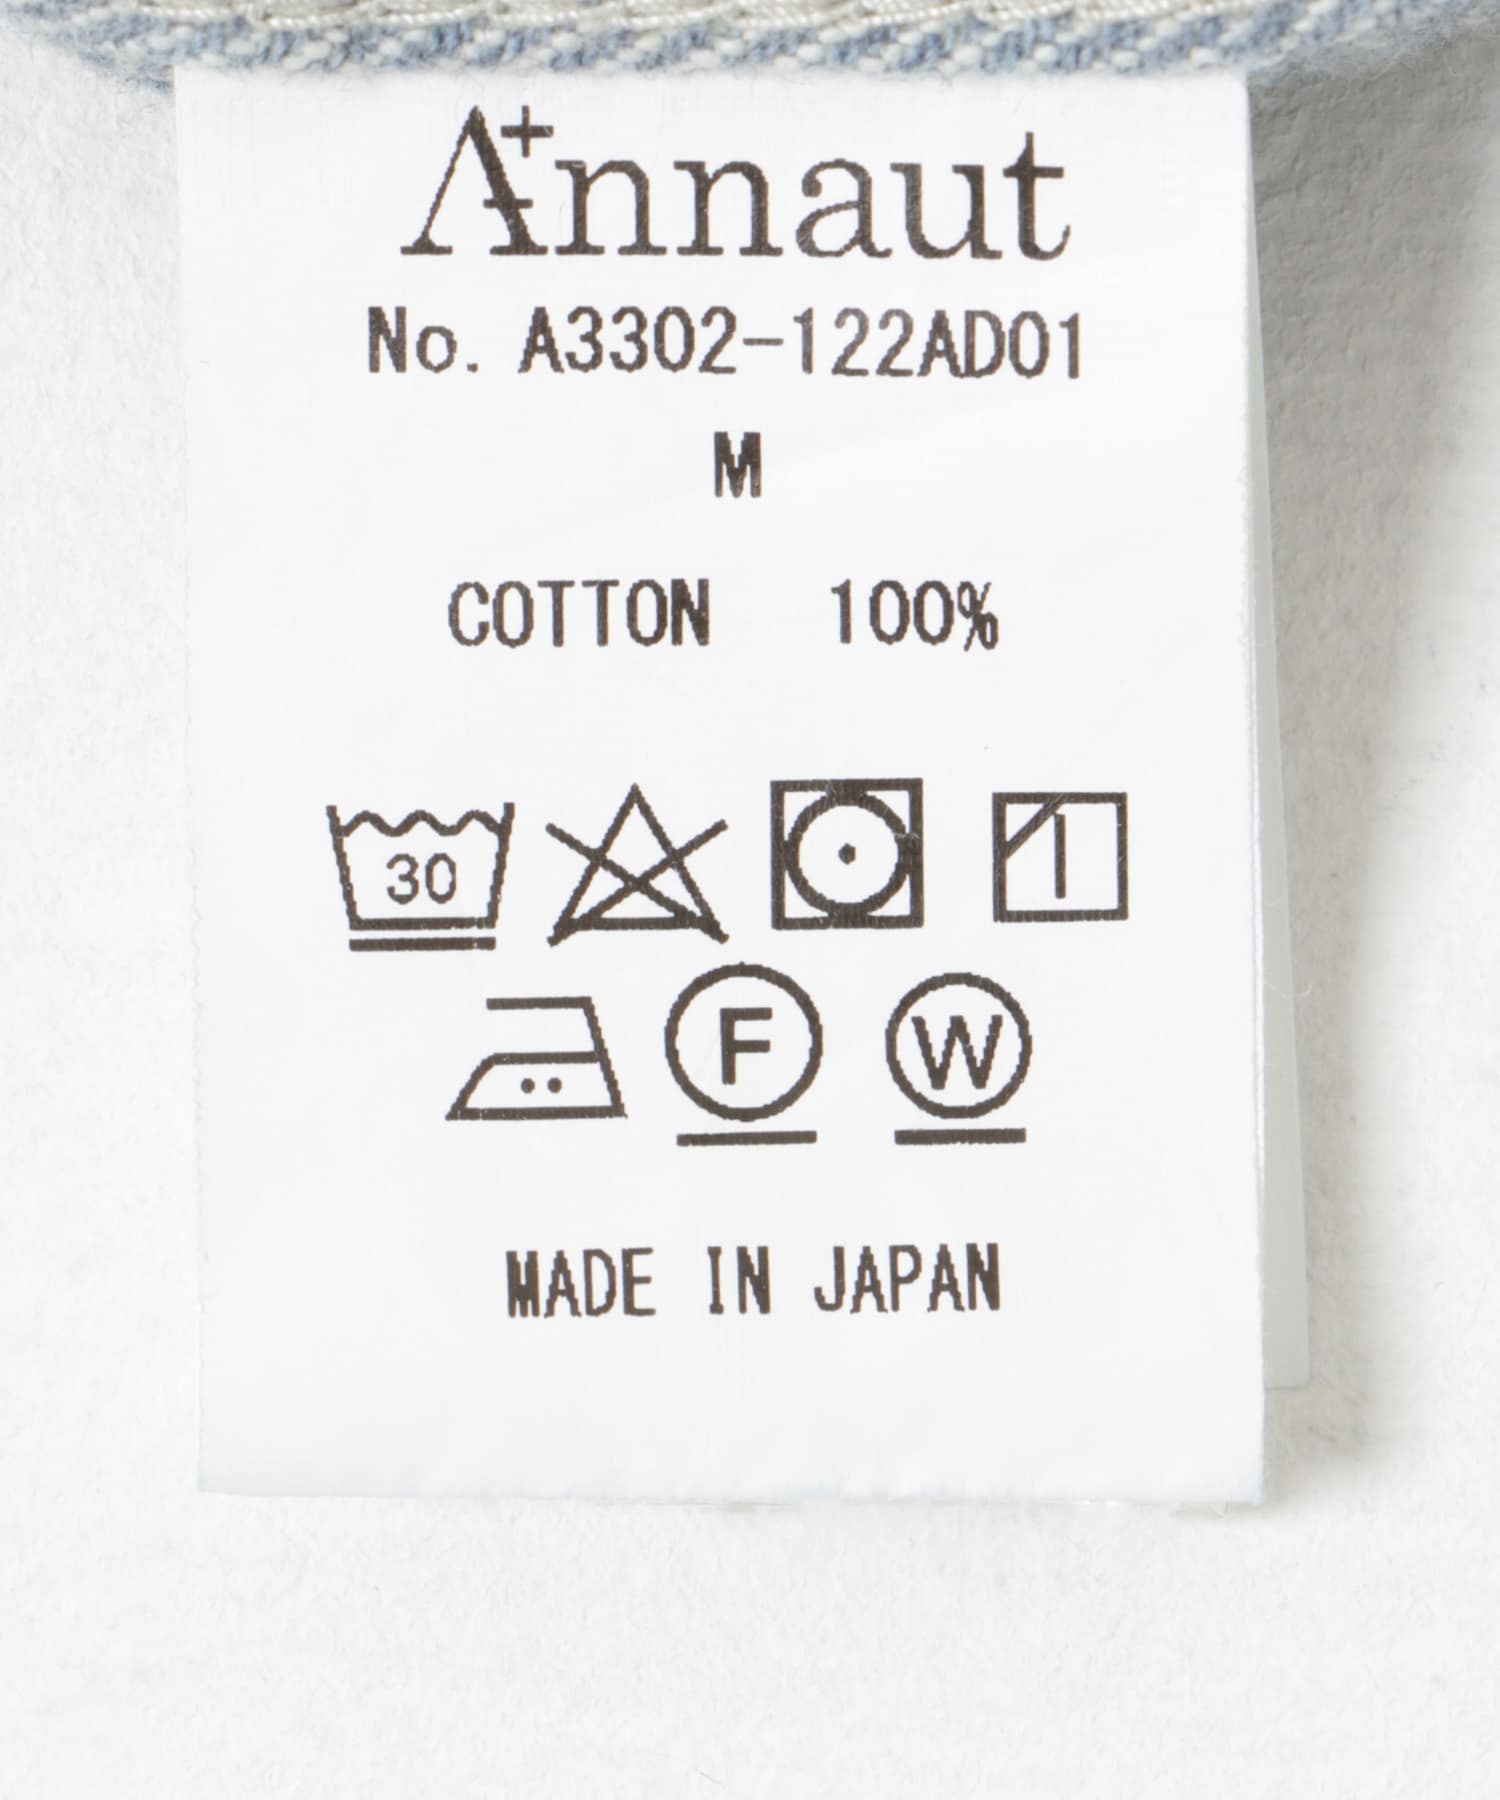 A+nnaut
No. A3302-122AD01
M
COTTON 100%
30
F W
MADE IN JAPAN